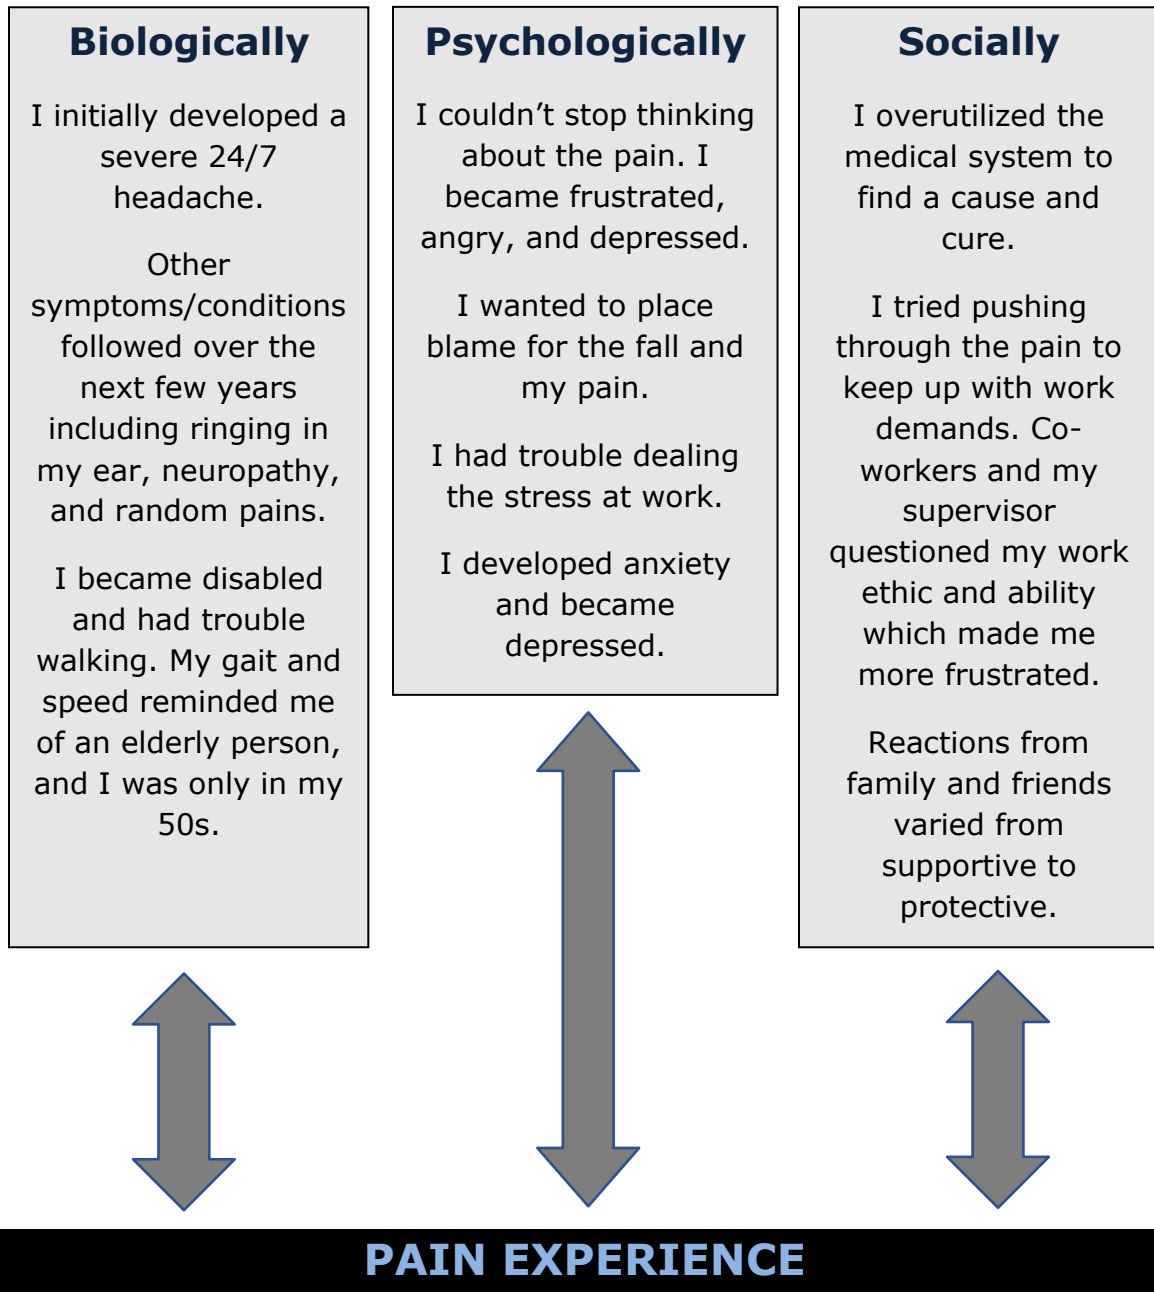 Biologically
I initially developed a
severe 24/7
headache.
Other
symptoms/conditions
followed over the
next few years
including ringing in
my ear, neuropathy,
and random pains.
I became disabled
and had trouble
walking. My gait and
speed reminded me
of an elderly person,
and I was only in my
50s.
Psychologically
I couldn’t stop thinking
about the pain. I
became frustrated,
angry, and depressed.
I wanted to place
blame for the fall and
my pain.
I had trouble dealing
the stress at work.
I developed anxiety
and became
depressed.
Socially
I overutilized the
medical system to
find a cause and
cure.
I tried pushing
through the pain to
keep up with work
demands. Co-
workers and my
supervisor
questioned my work
ethic and ability
which made me
more frustrated.
Reactions from
family and friends
varied from
supportive to
protective.
PAIN EXPERIENCE